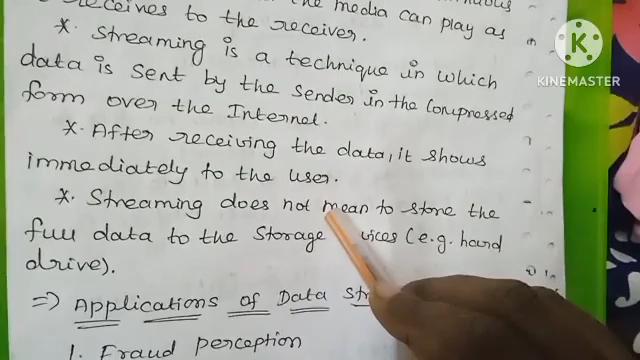 receives to the receiver.
the media can play as
* Streaming is a technique in which
data is sent by the sender in the compressed
form over the Internet.
* After receiving the data, it shows
immediately to the user.
* Streaming does not mean to store the
full data to the storage vices (e.g. hard
drive).
=> Applications of Data St
1. Fraud perception
KINEMASTER